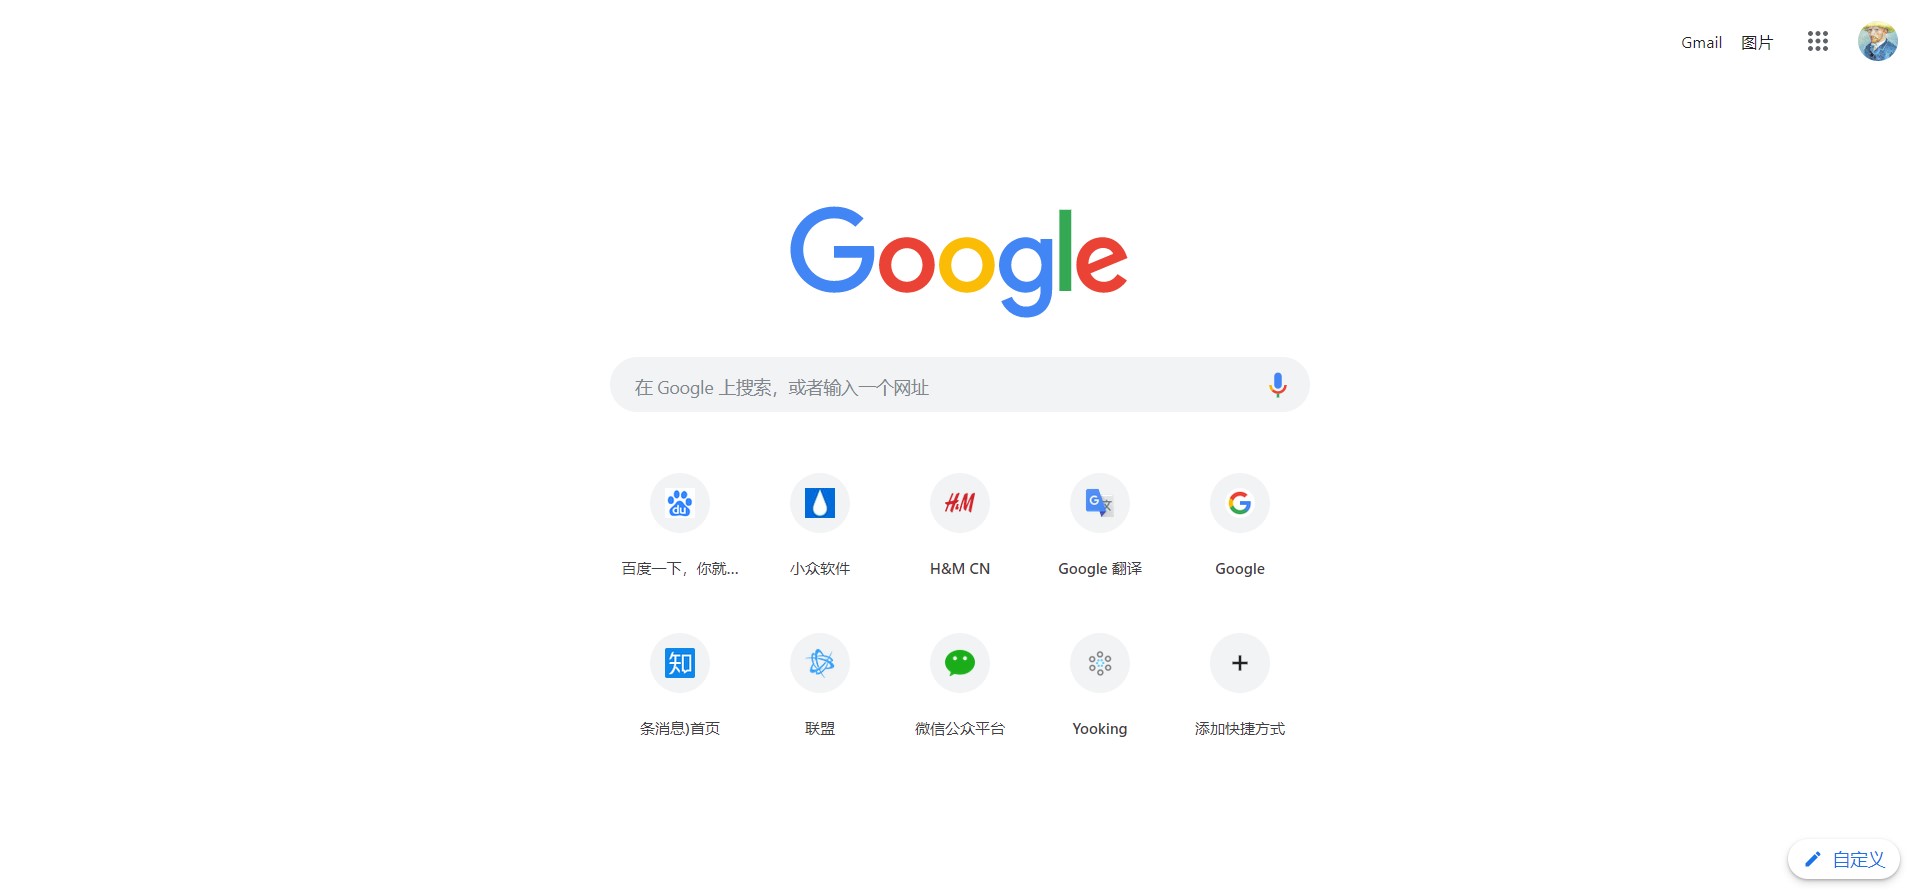 Gmail 图片
Google
在 Google 上搜索，或者输入一个网址
du
H&M
G 文
G
百度一下，你就... 小众软件 H&M CN Google 翻译 Google
知
条消息)首页 联盟 微信公众平台 Yooking 添加快捷方式
自定义